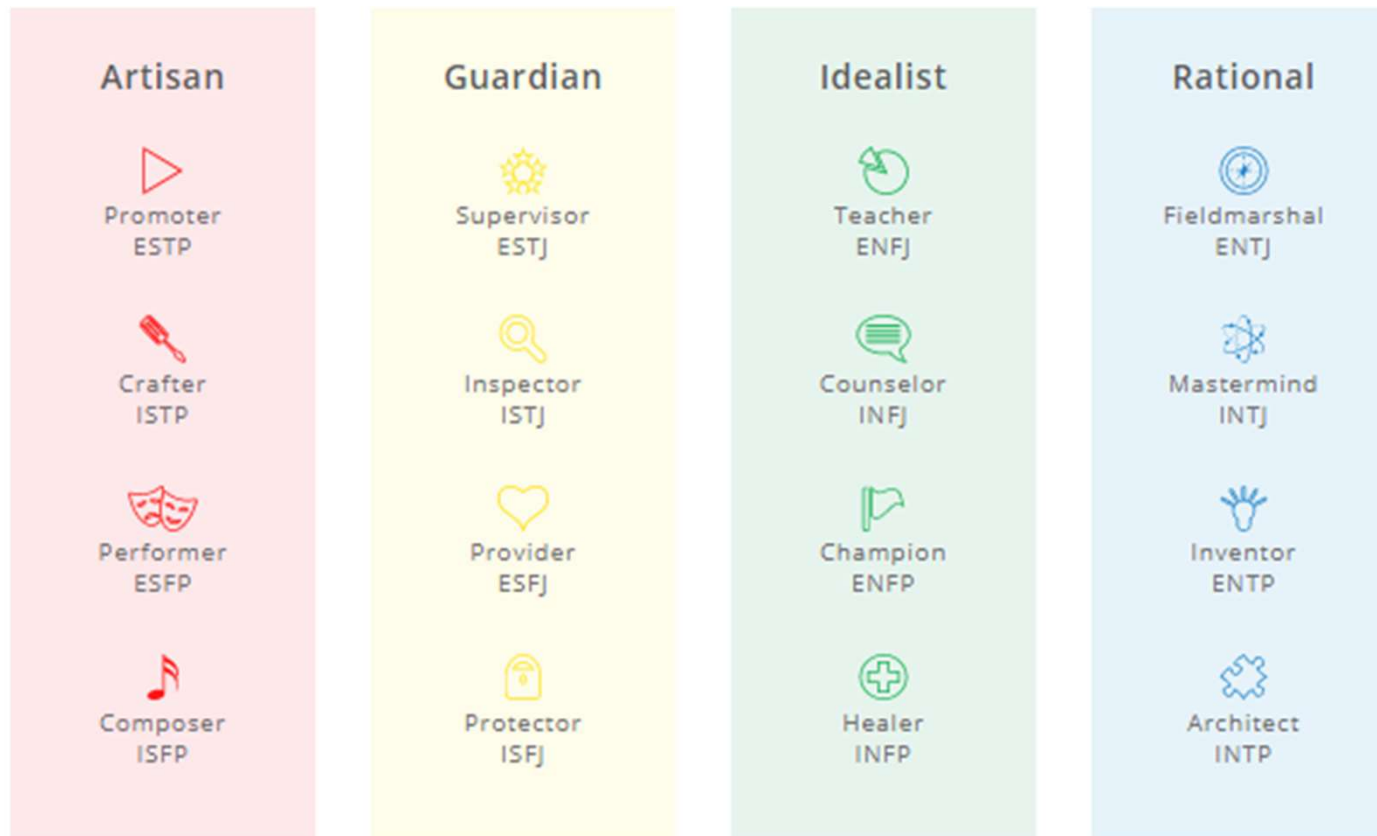 Artisan
Promoter
ESTP
Crafter
ISTP
Performer
ESFP
Composer
ISFP
Guardian
Supervisor
ESTJ
Inspector
ISTJ
Provider
ESFJ
Protector
ISFJ
Idealist
Teacher
ENFJ
Counselor
INFJ
Champion
ENFP
Healer
INFP
Rational
Fieldmarshal
ENTJ
Mastermind
INTJ
Inventor
ENTP
Architect
INTP